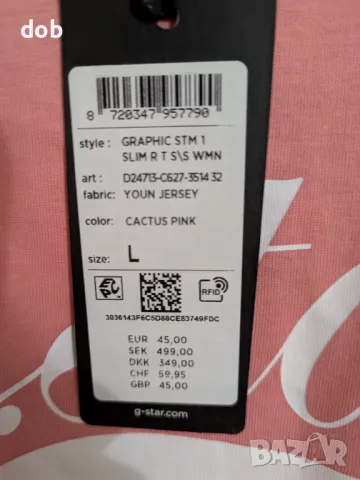 dob
8 720347 957790
style : GRAPHIC STM 1
SLIM R T S\S WMN
art : D24713-C627-3514 32
fabric: YOUN JERSEY
color: CACTUS PINK
size: L
RFID
3036143F6C5D88CE83749FDC
EUR 45,00
SEK 499,00
DKK 349,00
CHF 59,95
GBP 45,00
g-star.com
BAZAR